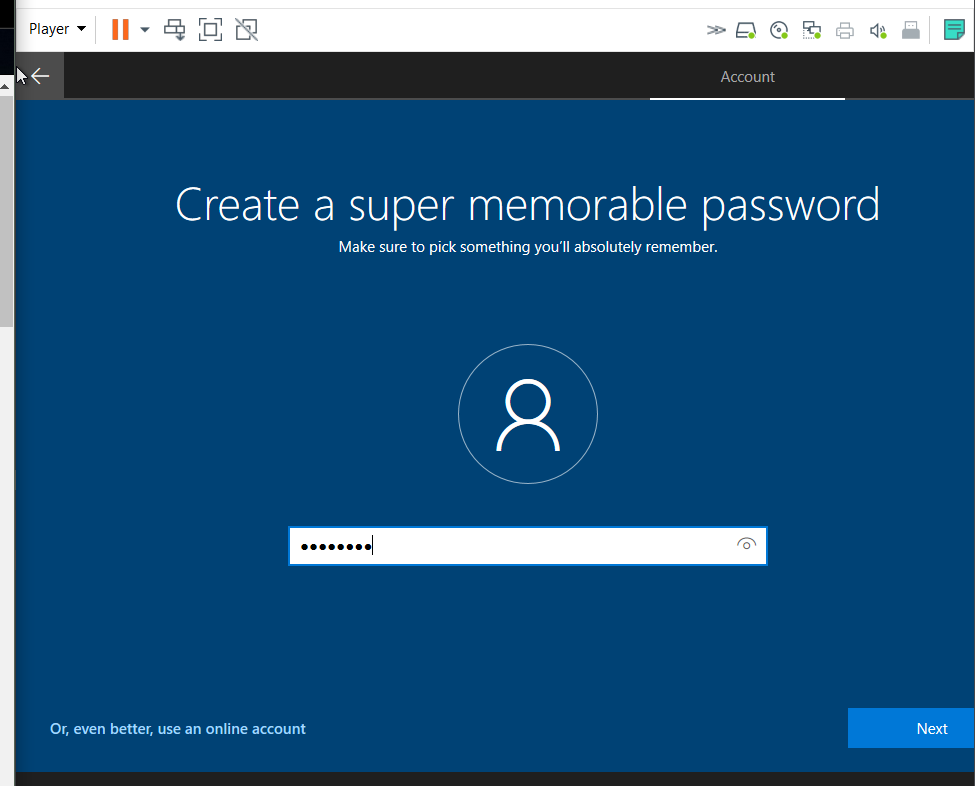 Player
Account
Create a super memorable password
Make sure to pick something you’ll absolutely remember.
••••••••
Or, even better, use an online account
Next